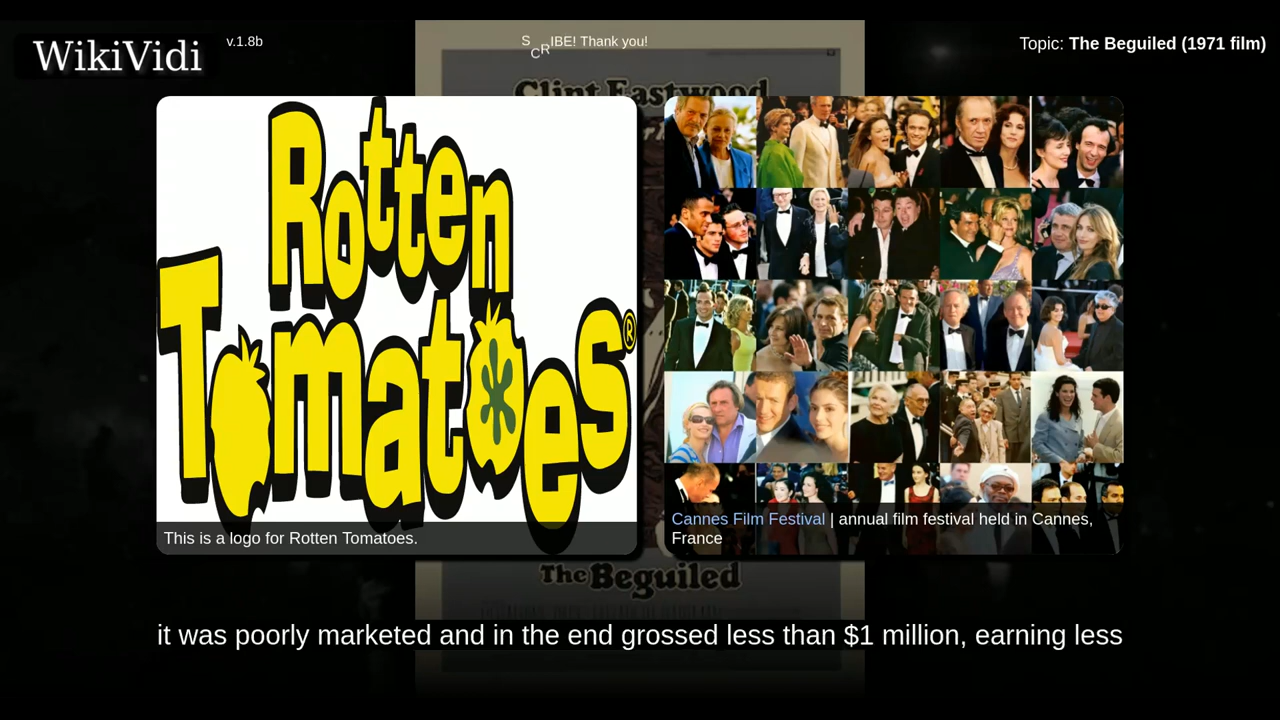 WikiVidi
v.1.8b
SCRIBE! Thank you!
Topic: The Beguiled (1971 film)
Clint Eastwood
Rotten
Tomatoes®
This is a logo for Rotten Tomatoes.
Cannes Film Festival | annual film festival held in Cannes,
France
The Beguiled
it was poorly marketed and in the end grossed less than $1 million, earning less